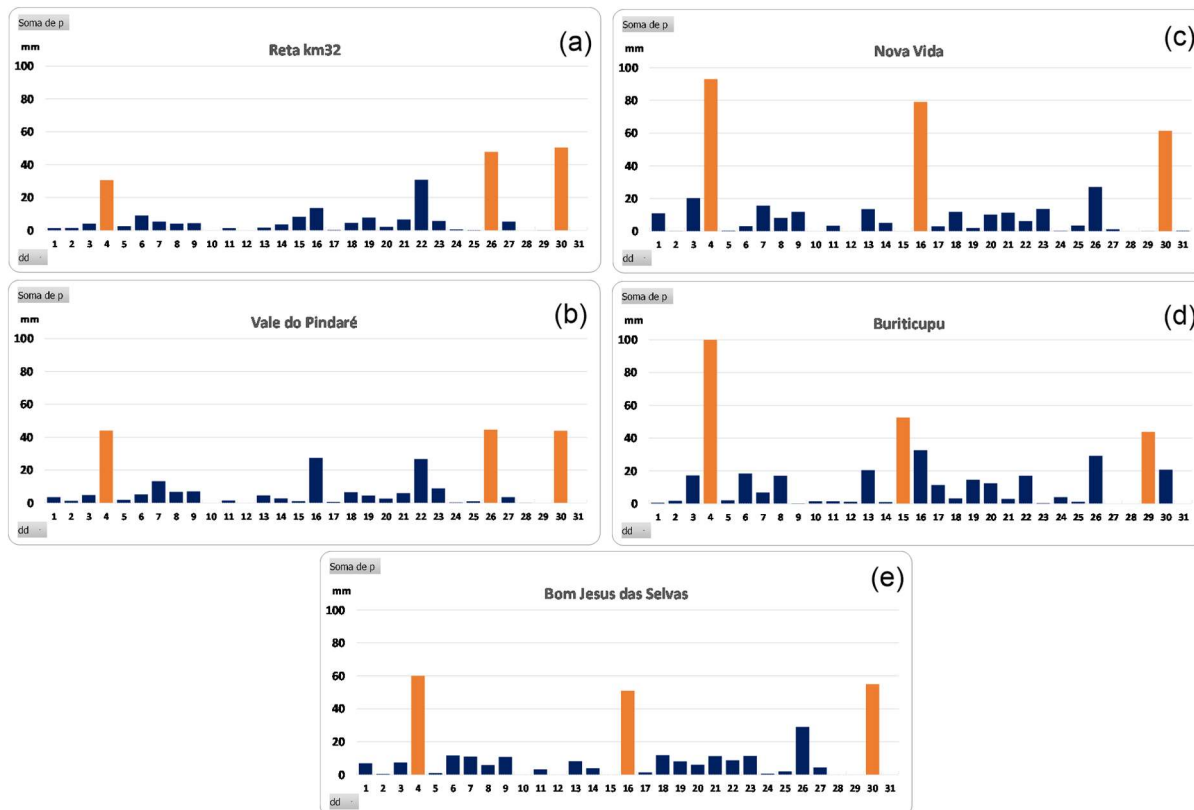 Soma de p
(a)
mm
Reta km32
100
80
60
40
20
0
1 2 3 4 5 6 7 8 9 10 11 12 13 14 15 16 17 18 19 20 21 22 23 24 25 26 27 28 29 30 31
dd
Soma de p
(b)
mm
Vale do Pindaré
100
80
60
40
20
0
1 2 3 4 5 6 7 8 9 10 11 12 13 14 15 16 17 18 19 20 21 22 23 24 25 26 27 28 29 30 31
dd
Soma de p
(c)
mm
Nova Vida
100
80
60
40
20
0
1 2 3 4 5 6 7 8 9 10 11 12 13 14 15 16 17 18 19 20 21 22 23 24 25 26 27 28 29 30 31
dd
Soma de p
(d)
mm
Buriticupu
100
80
60
40
20
0
1 2 3 4 5 6 7 8 9 10 11 12 13 14 15 16 17 18 19 20 21 22 23 24 25 26 27 28 29 30 31
dd
Soma de p
(e)
mm
Bom Jesus das Selvas
100
80
60
40
20
0
1 2 3 4 5 6 7 8 9 10 11 12 13 14 15 16 17 18 19 20 21 22 23 24 25 26 27 28 29 30 31
dd